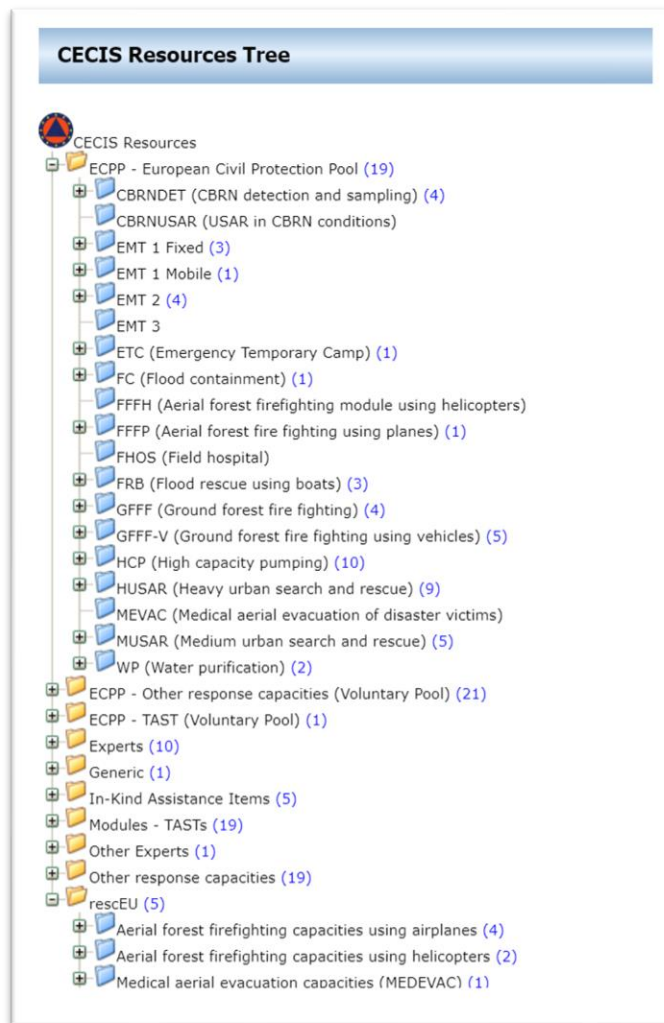 CECIS Resources Tree
CECIS Resources
ECPP - European Civil Protection Pool (19)
CBRNDET (CBRN detection and sampling) (4)
CBRNUSAR (USAR in CBRN conditions)
EMT 1 Fixed (3)
EMT 1 Mobile (1)
EMT 2 (4)
EMT 3
ETC (Emergency Temporary Camp) (1)
FC (Flood containment) (1)
FFFH (Aerial forest firefighting module using helicopters)
FFFP (Aerial forest fire fighting using planes) (1)
FHOS (Field hospital)
FRB (Flood rescue using boats) (3)
GFFF (Ground forest fire fighting) (4)
GFFF-V (Ground forest fire fighting using vehicles) (5)
HCP (High capacity pumping) (10)
HUSAR (Heavy urban search and rescue) (9)
MEVAC (Medical aerial evacuation of disaster victims)
MUSAR (Medium urban search and rescue) (5)
WP (Water purification) (2)
ECPP - Other response capacities (Voluntary Pool) (21)
ECPP - TAST (Voluntary Pool) (1)
Experts (10)
Generic (1)
In-Kind Assistance Items (5)
Modules - TASTs (19)
Other Experts (1)
Other response capacities (19)
rescEU (5)
Aerial forest firefighting capacities using airplanes (4)
Aerial forest firefighting capacities using helicopters (2)
Medical aerial evacuation capacities (MEDEVAC) (1)